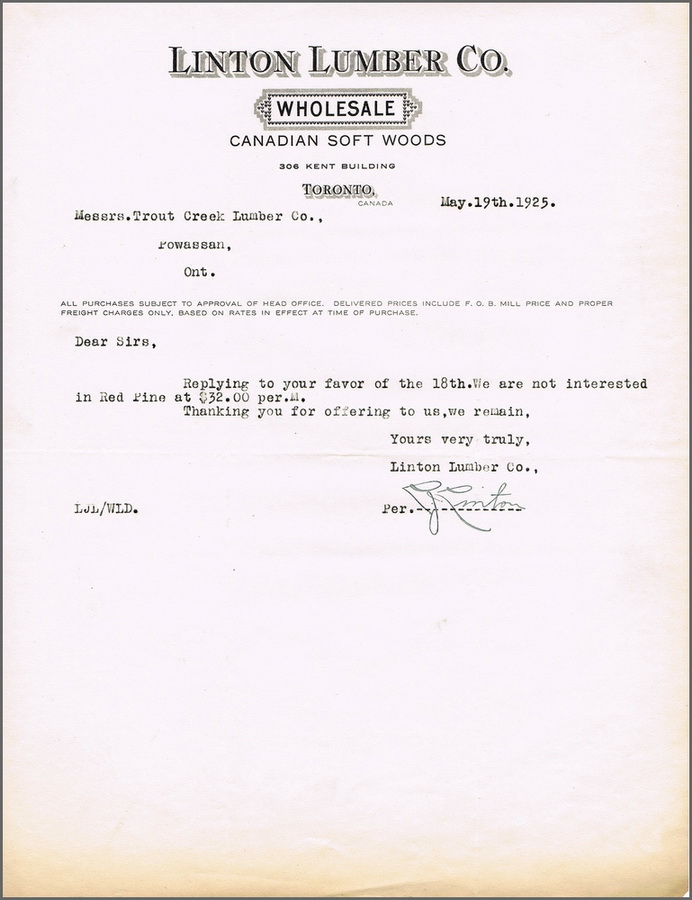 LINTON LUMBER CO.
WHOLESALE
CANADIAN SOFT WOODS
306 KENT BUILDING
TORONTO,
CANADA
May.19th.1925.
Messrs.Trout Creek Lumber Co.,
Powassan,
Ont.
ALL PURCHASES SUBJECT TO APPROVAL OF HEAD OFFICE. DELIVERED PRICES INCLUDE F. O. B. MILL PRICE AND PROPER
FREIGHT CHARGES ONLY, BASED ON RATES IN EFFECT AT TIME OF PURCHASE.
Dear Sirs,
Replying to your favor of the 18th.We are not interested
in Red Pine at $32.00 per.M.
Thanking you for offering to us,we remain,
Yours very truly,
Linton Lumber Co.,
LJL/WLD.
Per. Linton